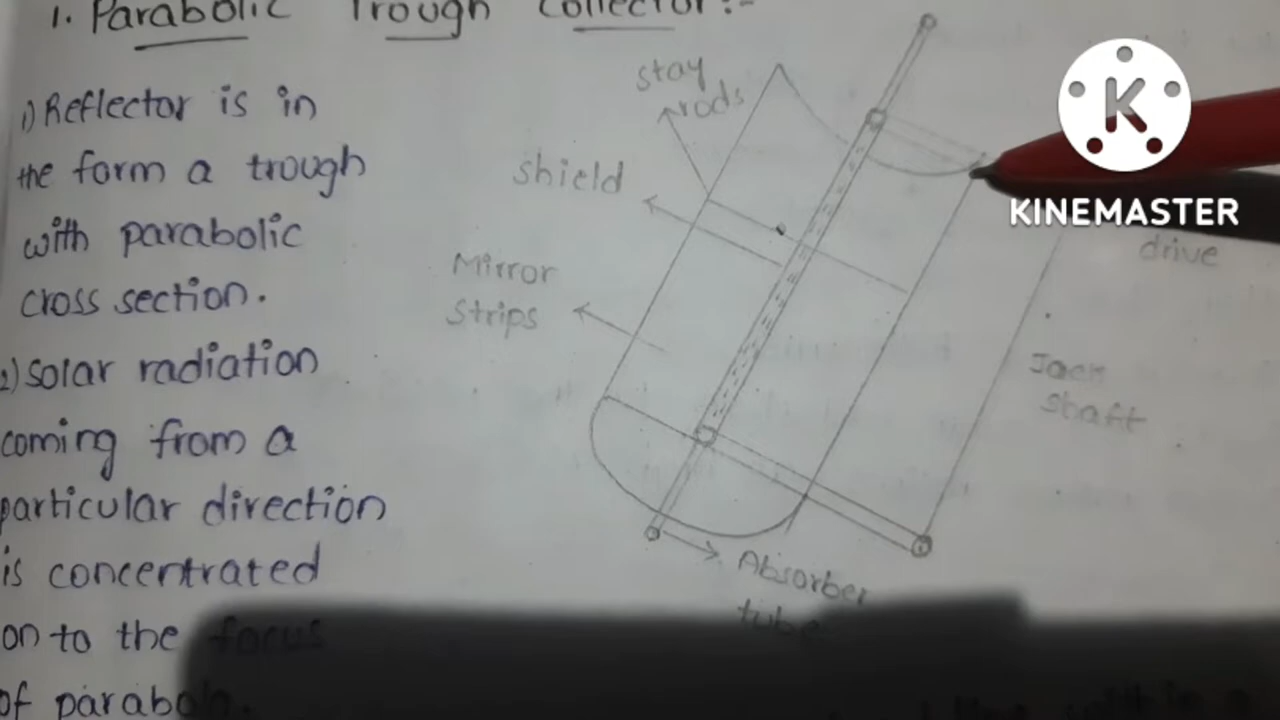 1. Parabolic Trough Collector:-
1) Reflector is in
the form a trough
with parabolic
cross section.
2) Solar radiation
coming from a
particular direction
is concentrated
on to the focus
of parabola.
stay
rods
shield
Mirror
strips
KINEMASTER
drive
Jack
shaft
Absorber
tube